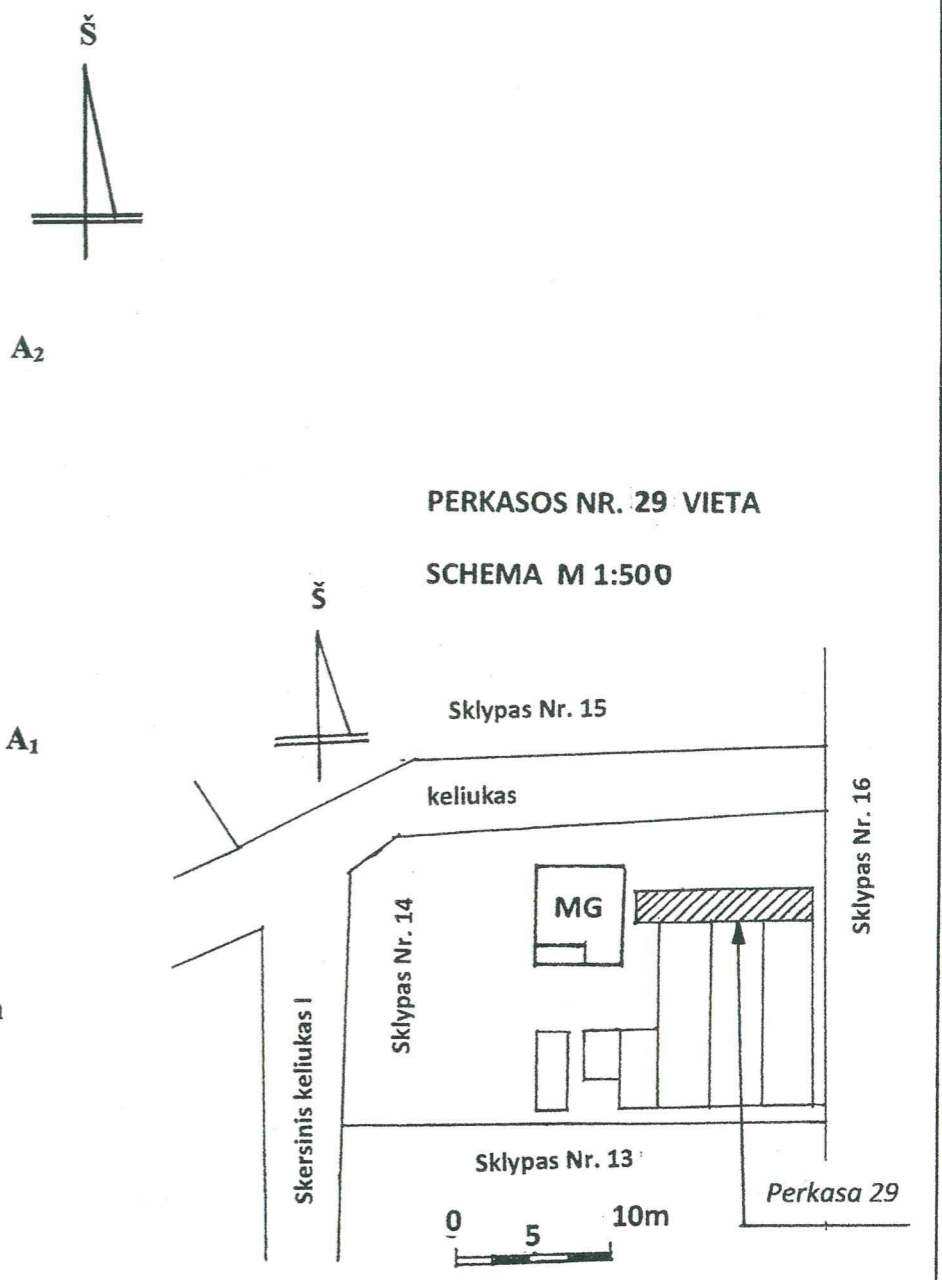 Š
A₂
PERKASOS NR. 29 VIETA
SCHEMA M 1:500
Š
A₁
Sklypas Nr. 15
keliukas
Sklypas Nr. 16
MG
Sklypas Nr. 14
Skersinis keliukas I
Sklypas Nr. 13
Perkasa 29
0 5 10m